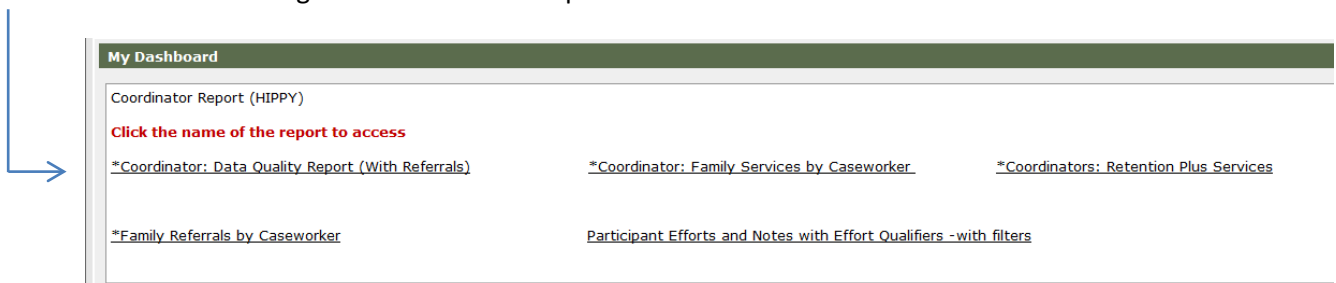 My Dashboard
Coordinator Report (HIPPY)
Click the name of the report to access
*Coordinator: Data Quality Report (With Referrals) *Coordinator: Family Services by Caseworker *Coordinators: Retention Plus Services
*Family Referrals by Caseworker Participant Efforts and Notes with Effort Qualifiers -with filters